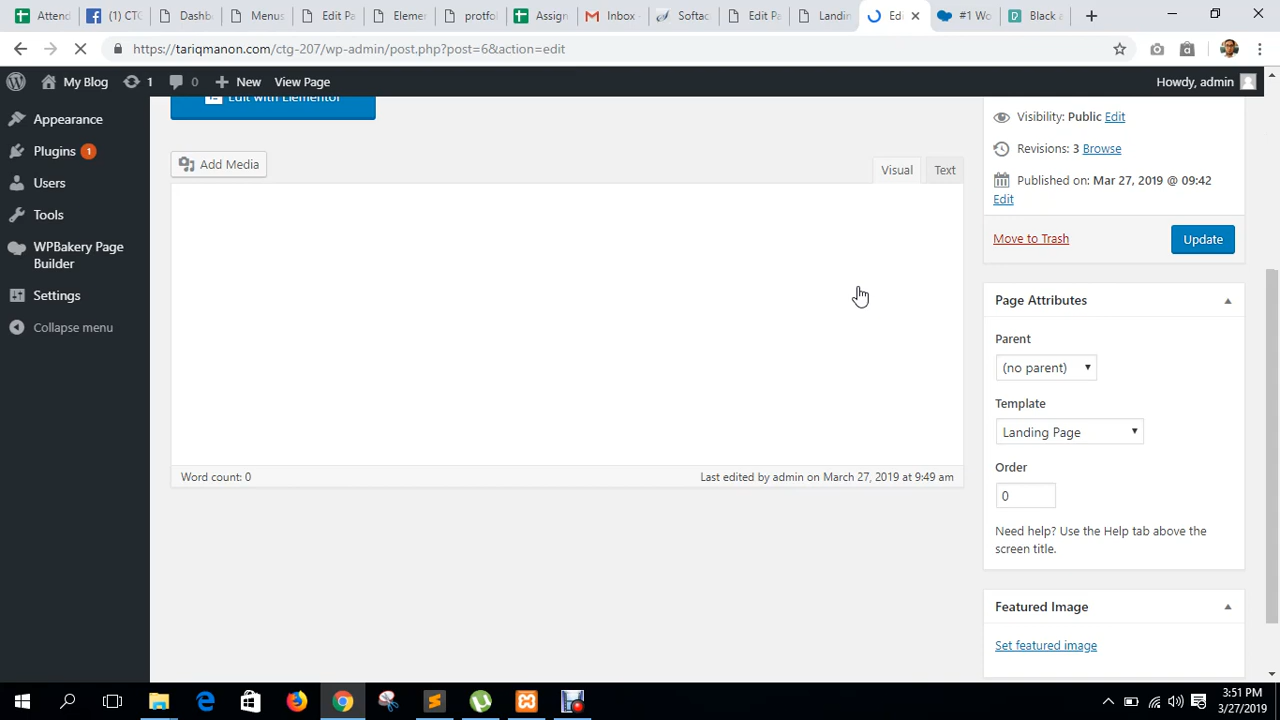 Attend
(1) CTG
Dashb
Menus
Edit Pa
Eleme
protfol
Assign
Inbox
Softac
Edit Pa
Landin
Edi
#1 Wo
Black a
https://tariqmanon.com/ctg-207/wp-admin/post.php?post=6&action=edit
My Blog
1
0
New
View Page
Howdy, admin
Appearance
Plugins 1
Users
Tools
WPBakery Page
Builder
Settings
Collapse menu
Edit with Elementor
Add Media
Visual
Text
Word count: 0
Last edited by admin on March 27, 2019 at 9:49 am
Visibility: Public Edit
Revisions: 3 Browse
Published on: Mar 27, 2019 @ 09:42
Edit
Move to Trash
Update
Page Attributes
Parent
(no parent)
Template
Landing Page
Order
0
Need help? Use the Help tab above the
screen title.
Featured Image
Set featured image
3:51 PM
3/27/2019